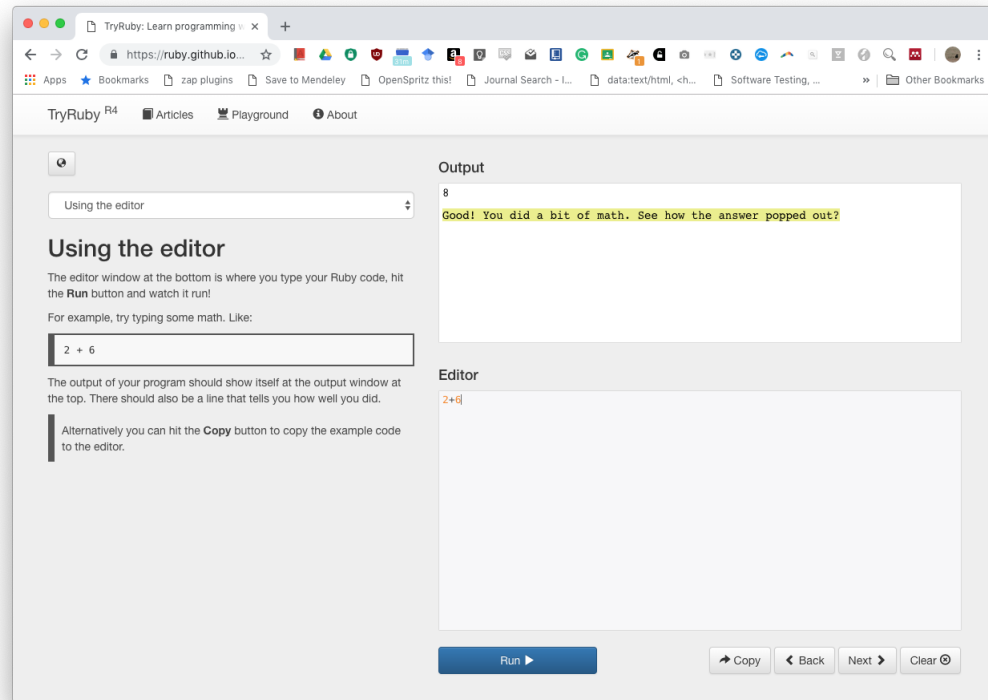 TryRuby: Learn programming w
https://ruby.github.io...
21m
8
1
Apps
Bookmarks
zap plugins
Save to Mendeley
OpenSpritz this!
Journal Search - I...
data:text/html, <h...
Software Testing, ...
»
Other Bookmarks
TryRuby R4
Articles
Playground
About
Using the editor
Using the editor
The editor window at the bottom is where you type your Ruby code, hit
the Run button and watch it run!
For example, try typing some math. Like:
2 + 6
The output of your program should show itself at the output window at
the top. There should also be a line that tells you how well you did.
Alternatively you can hit the Copy button to copy the example code
to the editor.
Output
8
Good! You did a bit of math. See how the answer popped out?
Editor
2+6
Run
Copy
Back
Next
Clear